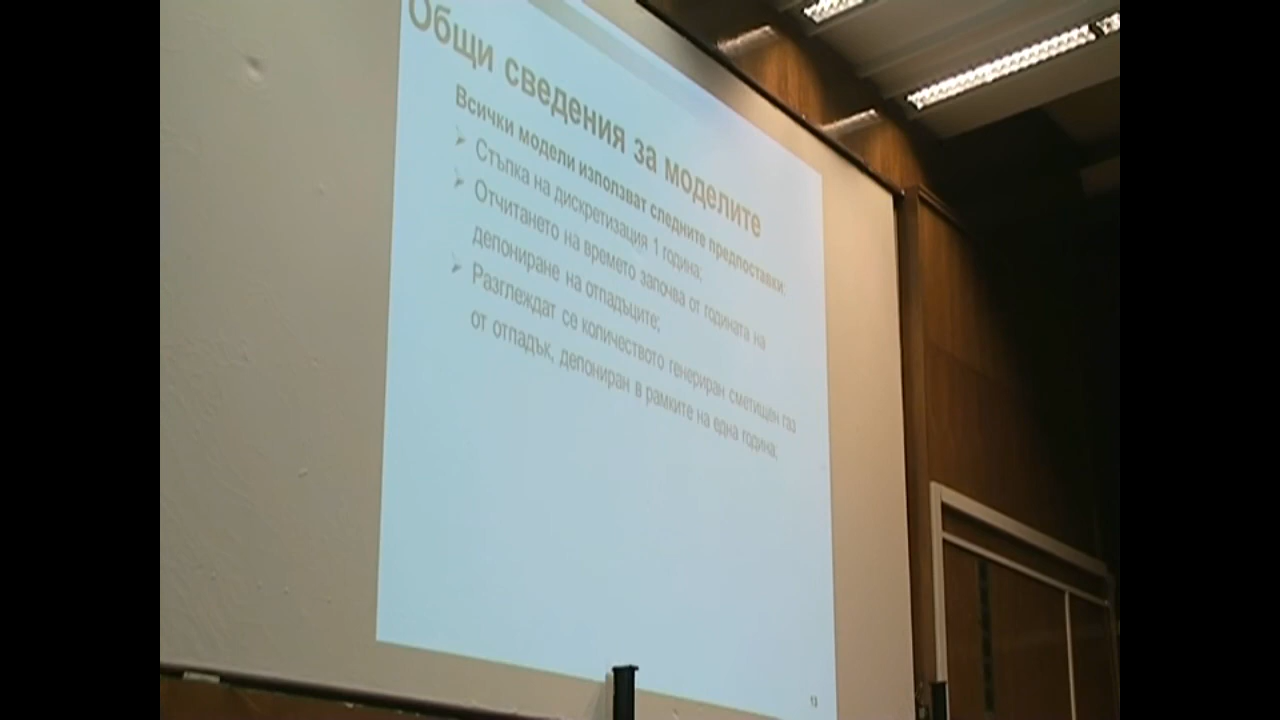 Общи сведения за моделите
Всички модели използват следните предпоставки:
Стъпка на дискретизация 1 година;
Отчитането на времето започва от годината на
депониране на отпадъците;
Разглеждат се количеството генериран сметищен газ
от отпадък, депониран в рамките на една година;
13